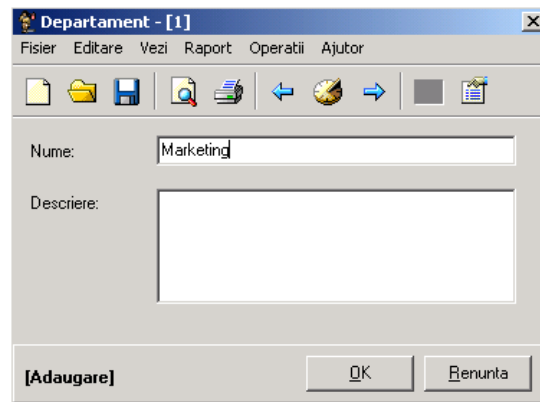 Departament - [1]
Fisier Editare Vezi Raport Operatii Ajutor
Nume: Marketing
Descriere:
[Adaugare] OK Renunta